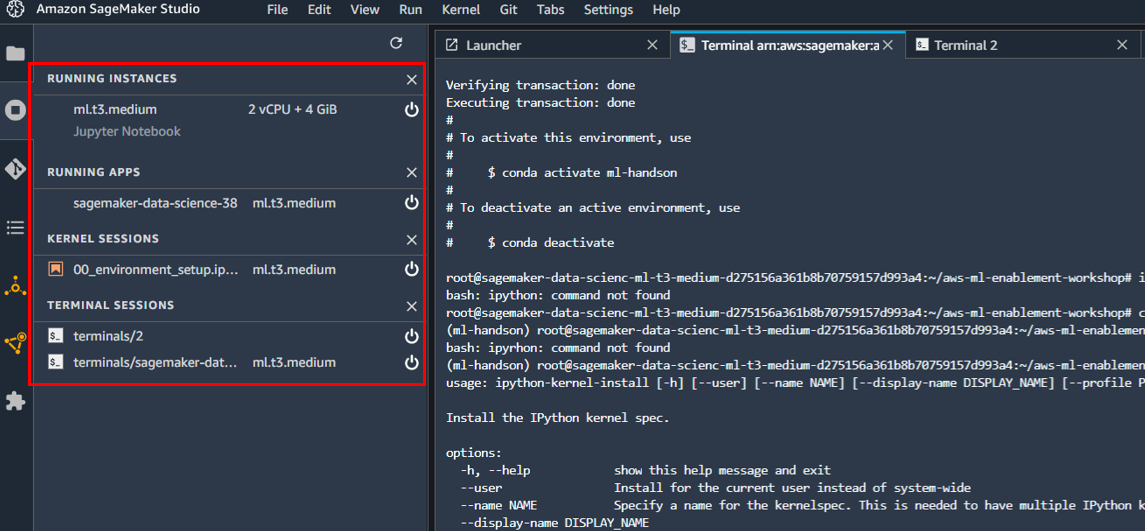 Amazon SageMaker Studio File Edit View Run Kernel Git Tabs Settings Help
RUNNING INSTANCES
ml.t3.medium 2 vCPU + 4 GiB
Jupyter Notebook
RUNNING APPS
sagemaker-data-science-38 ml.t3.medium
KERNEL SESSIONS
00_environment_setup.ip... ml.t3.medium
TERMINAL SESSIONS
terminals/2
terminals/sagemaker-dat... ml.t3.medium
Launcher
Terminal arn:aws:sagemaker:a
Terminal 2
Verifying transaction: done
Executing transaction: done
#
# To activate this environment, use
#
#     $ conda activate ml-handson
#
# To deactivate an active environment, use
#
#     $ conda deactivate
root@sagemaker-data-scienc-ml-t3-medium-d275156a361b8b70759157d993a4:~/aws-ml-enablement-workshop# i
bash: ipython: command not found
root@sagemaker-data-scienc-ml-t3-medium-d275156a361b8b70759157d993a4:~/aws-ml-enablement-workshop# c
(ml-handson) root@sagemaker-data-scienc-ml-t3-medium-d275156a361b8b70759157d993a4:~/aws-ml-enablemen
bash: ipyrhon: command not found
(ml-handson) root@sagemaker-data-scienc-ml-t3-medium-d275156a361b8b70759157d993a4:~/aws-ml-enablemen
usage: ipython-kernel-install [-h] [--user] [--name NAME] [--display-name DISPLAY_NAME] [--profile P
Install the IPython kernel spec.
options:
-h, --help show this help message and exit
--user Install for the current user instead of system-wide
--name NAME Specify a name for the kernelspec. This is needed to have multiple IPython k
--display-name DISPLAY_NAME